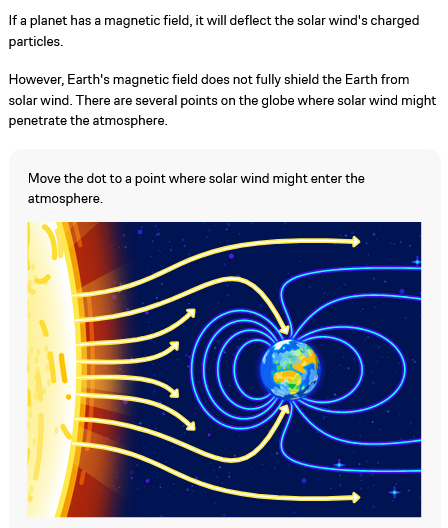 If a planet has a magnetic field, it will deflect the solar wind's charged
particles.
However, Earth's magnetic field does not fully shield the Earth from
solar wind. There are several points on the globe where solar wind might
penetrate the atmosphere.
Move the dot to a point where solar wind might enter the
atmosphere.